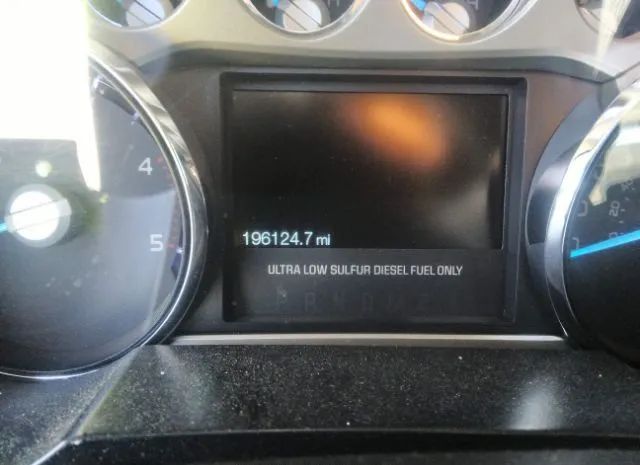 4
5
196124.7 mi
ULTRA LOW SULFUR DIESEL FUEL ONLY